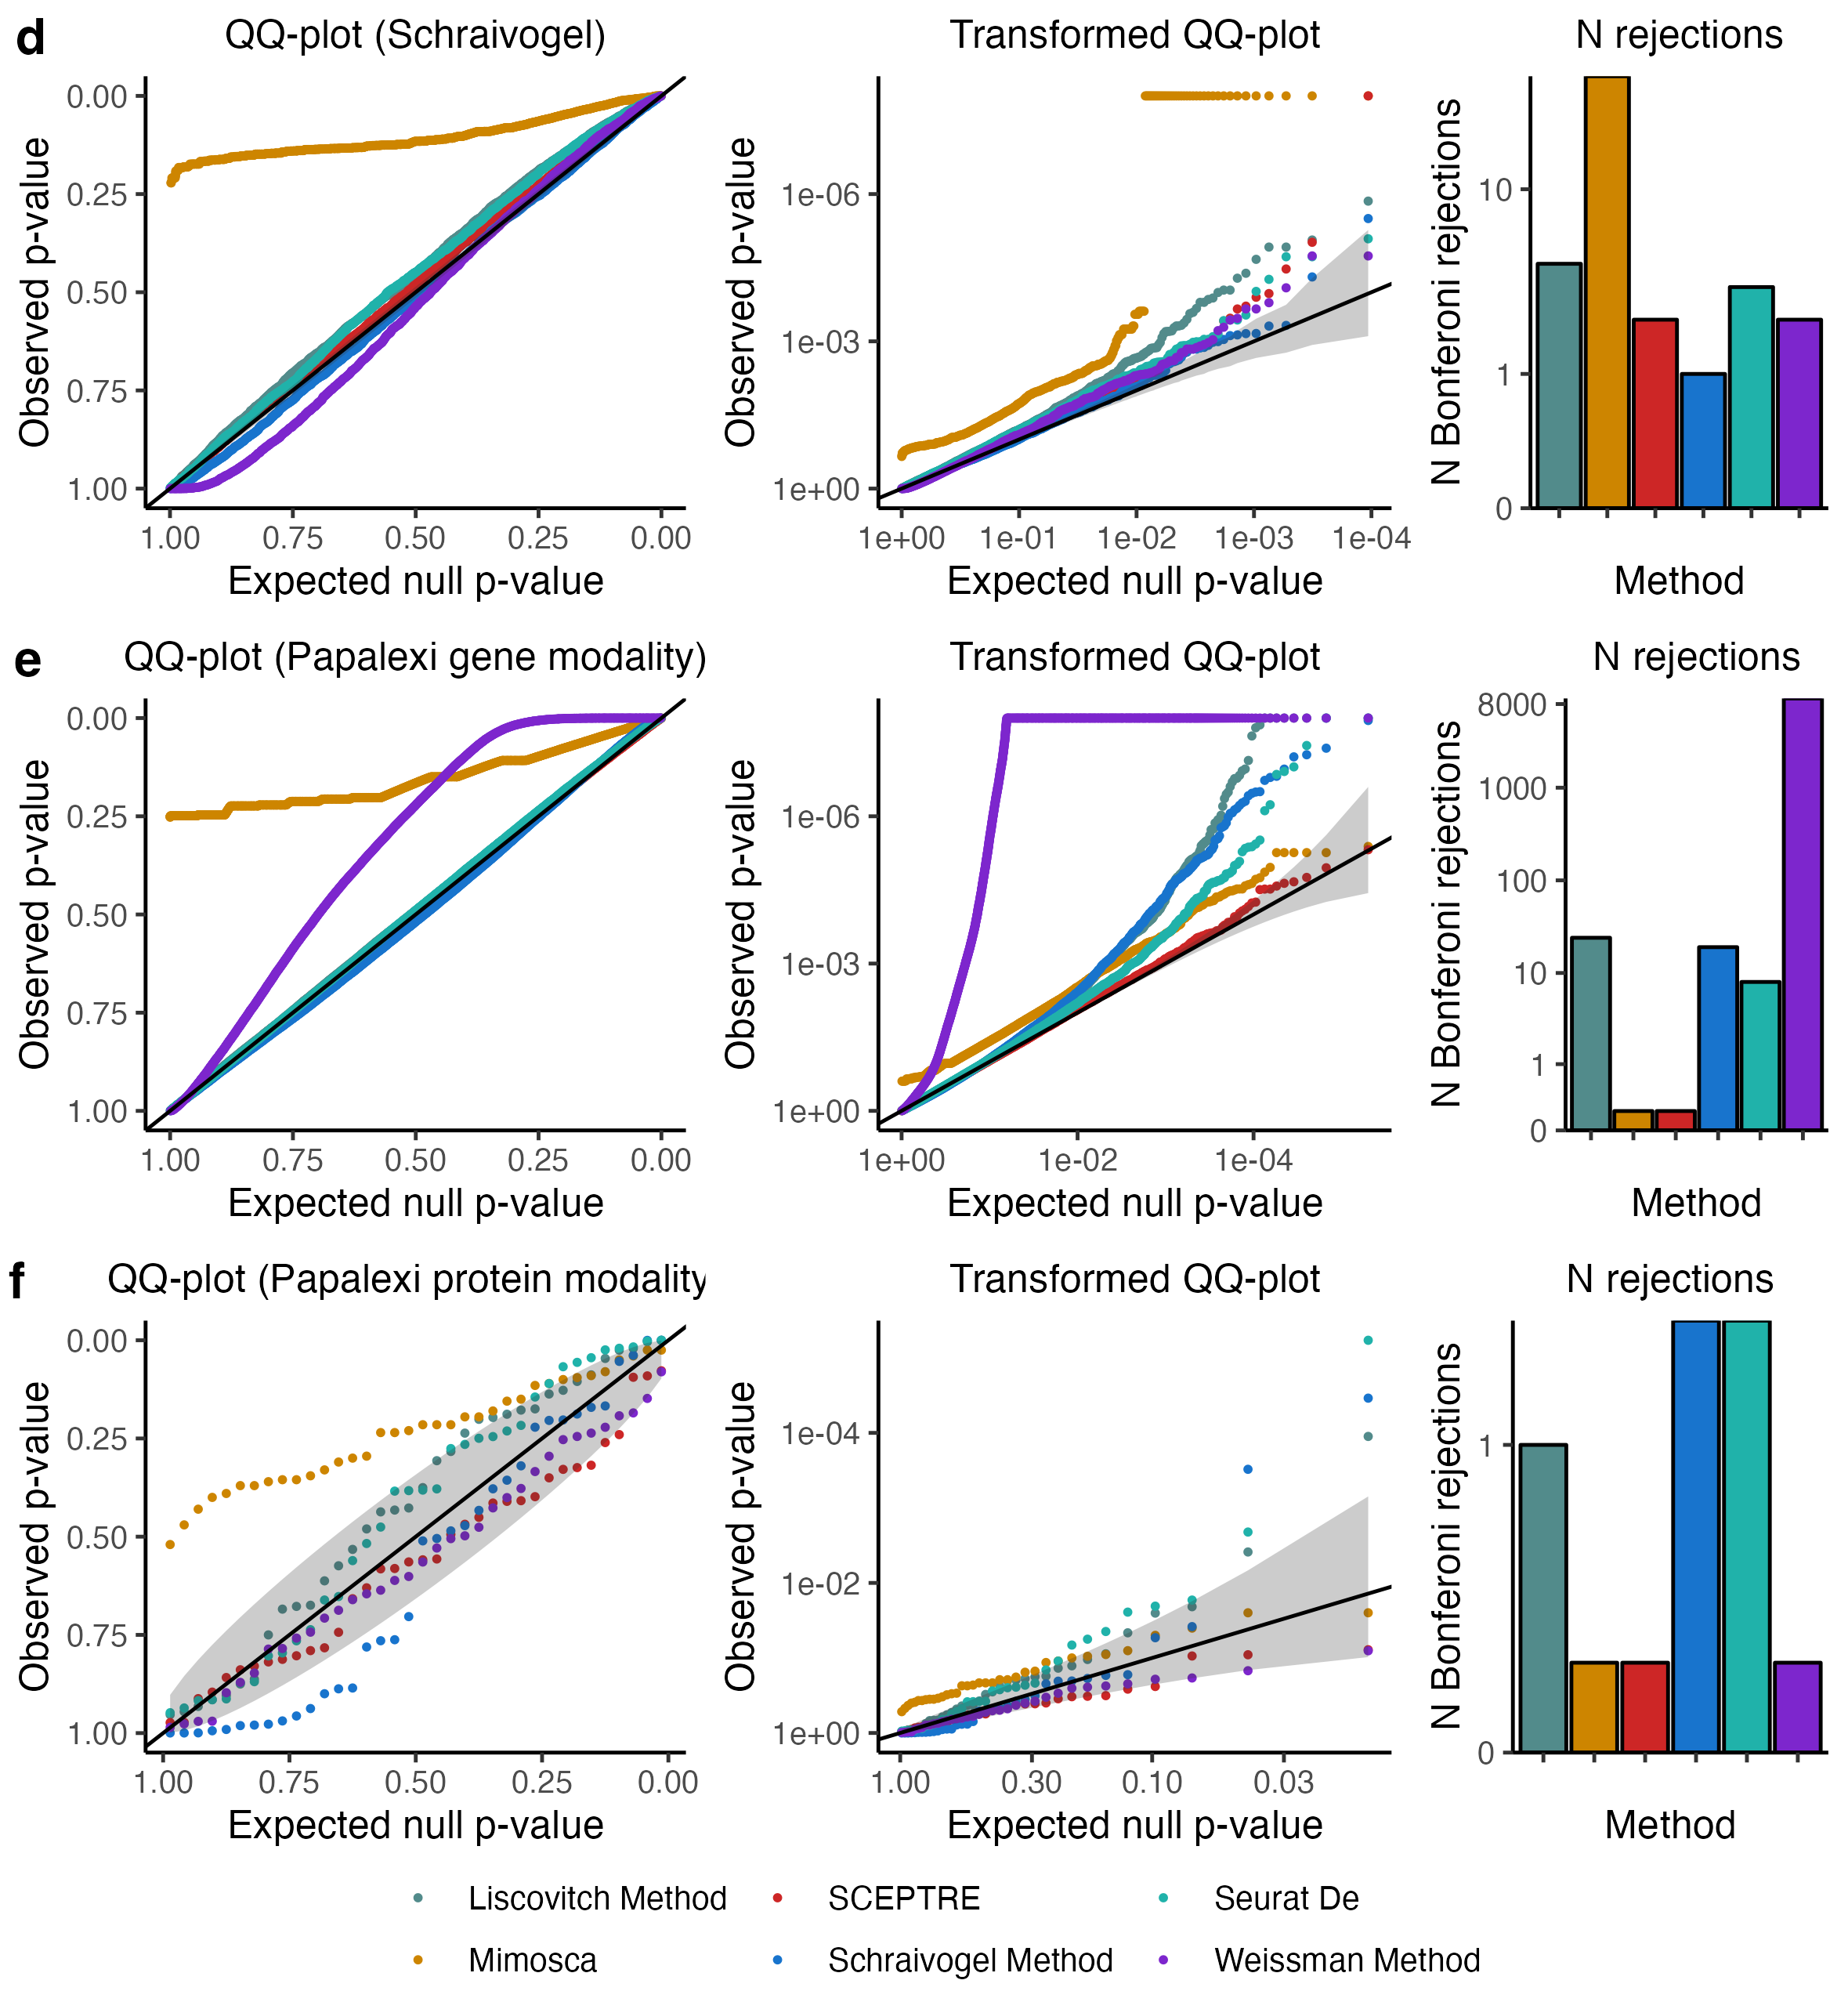 d
QQ-plot (Schraivogel)
Transformed QQ-plot
N rejections
Observed p-value
0.00
0.25
0.50
0.75
1.00
1.00 0.75 0.50 0.25 0.00
Expected null p-value
Observed p-value
1e-06
1e-03
1e+00
1e+00 1e-01 1e-02 1e-03 1e-04
Expected null p-value
N Bonferoni rejections
10
1
0
Method
e
QQ-plot (Papalexi gene modality)
Transformed QQ-plot
N rejections
Observed p-value
0.00
0.25
0.50
0.75
1.00
1.00 0.75 0.50 0.25 0.00
Expected null p-value
Observed p-value
1e-06
1e-03
1e+00
1e+00 1e-02 1e-04
Expected null p-value
N Bonferoni rejections
8000
1000
100
10
1
0
Method
f
QQ-plot (Papalexi protein modality
Transformed QQ-plot
N rejections
Observed p-value
0.00
0.25
0.50
0.75
1.00
1.00 0.75 0.50 0.25 0.00
Expected null p-value
Observed p-value
1e-04
1e-02
1e+00
1.00 0.30 0.10 0.03
Expected null p-value
N Bonferoni rejections
1
0
Method
Liscovitch Method SCEPTRE Seurat De
Mimosca Schraivogel Method Weissman Method